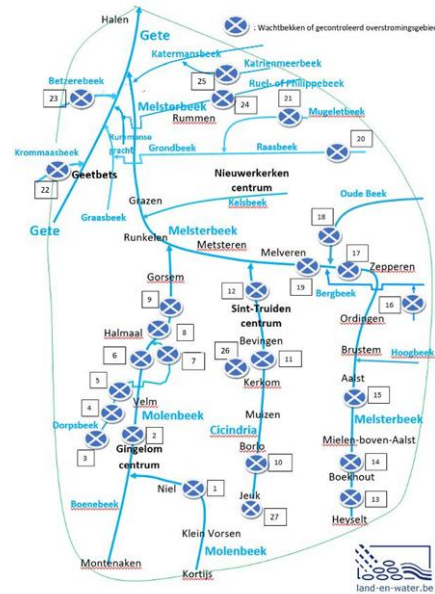 Halen
: Wachtbekken of gecontroleerd overstromingsgebied
Gete
Katermansbeek
Betzerebeek
Katrienmeerbeek
25
Ruel- of Philippebeek
23
Melsterbeek
24
21
Rummen
Mugeletbeek
Rummanse
gracht
20
Krommaasbeek
Grondbeek
Raasbeek
Geetbets
22
Nieuwerkerken
centrum
Oude Beek
Grazen
Kelsbeek
Graasbeek
Gete
18
Melsterbeek
Runkelen
Metsteren
Melveren
17
Zepperen
Gorsem
12
19
Bergbeek
9
16
Sint-Truiden
centrum
Ordingen
Halmaal
8
Bevingen
Brustem
Hoogbeek
6
7
26
11
Kerkom
Aalst
5
Velm
15
4
Molenbeek
Muizen
Melsterbeek
Dorpsbeek
Cicindria
2
Mielen-boven-Aalst
3
Gingelom
centrum
Borlo
10
14
Boekhout
Boenebeek
Niel
1
Jeuk
13
27
Heyselt
Klein Vorsen
Montenaken
Molenbeek
Kortijs
land-en-water.be